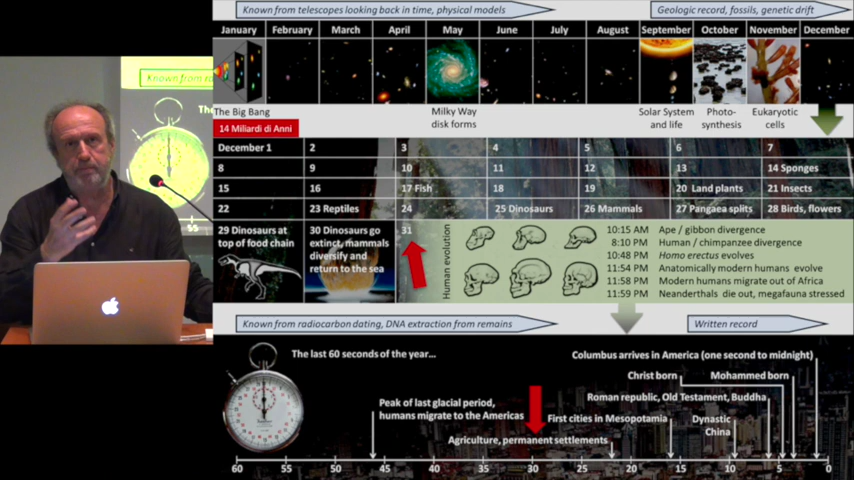 Known from telescopes looking back in time, physical models
Geologic record, fossils, genetic drift
January February March April May June July August September October November December
The Big Bang
14 Miliardi di Anni
Milky Way
disk forms
Solar System
and life
Photo-
synthesis
Eukaryotic
cells
December 1 2 3 4 5 6 7
8 9 10 11 12 13 14 Sponges
15 16 17 Fish 18 19 20 Land plants 21 Insects
22 23 Reptiles 24 25 Dinosaurs 26 Mammals 27 Pangaea splits 28 Birds, flowers
29 Dinosaurs at
top of food chain
30 Dinosaurs go
extinct, mammals
diversify and
return to the sea
31
Human evolution
10:15 AM Ape / gibbon divergence
8:10 PM Human / chimpanzee divergence
10:48 PM Homo erectus evolves
11:54 PM Anatomically modern humans evolve
11:58 PM Modern humans migrate out of Africa
11:59 PM Neanderthals die out, megafauna stressed
Known from radiocarbon dating, DNA extraction from remains
Written record
The last 60 seconds of the year...
Columbus arrives in America (one second to midnight)
Christ born
Mohammed born
Roman republic, Old Testament, Buddha
Peak of last glacial period,
humans migrate to the Americas
First cities in Mesopotamia
Dynastic
China
Agriculture, permanent settlements
60 55 50 45 40 35 30 25 20 15 10 5 0
Known from ra
The
55